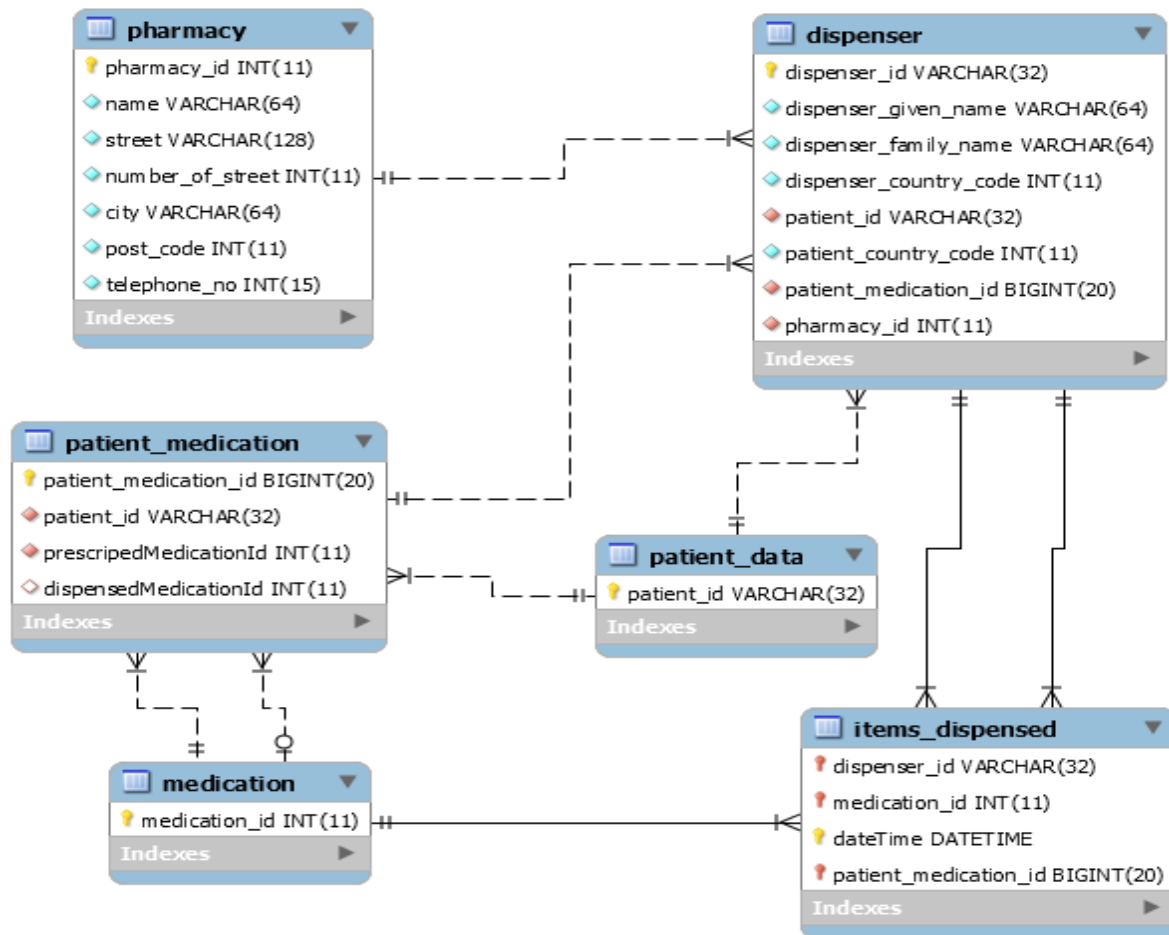 pharmacy
pharmacy_id INT(11)
name VARCHAR(64)
street VARCHAR(128)
number_of_street INT(11)
city VARCHAR(64)
post_code INT(11)
telephone_no INT(15)
Indexes
dispenser
dispenser_id VARCHAR(32)
dispenser_given_name VARCHAR(64)
dispenser_family_name VARCHAR(64)
dispenser_country_code INT(11)
patient_id VARCHAR(32)
patient_country_code INT(11)
patient_medication_id BIGINT(20)
pharmacy_id INT(11)
Indexes
patient_medication
patient_medication_id BIGINT(20)
patient_id VARCHAR(32)
prescripedMedicationId INT(11)
dispensedMedicationId INT(11)
Indexes
patient_data
patient_id VARCHAR(32)
Indexes
medication
medication_id INT(11)
Indexes
items_dispensed
dispenser_id VARCHAR(32)
medication_id INT(11)
dateTime DATETIME
patient_medication_id BIGINT(20)
Indexes